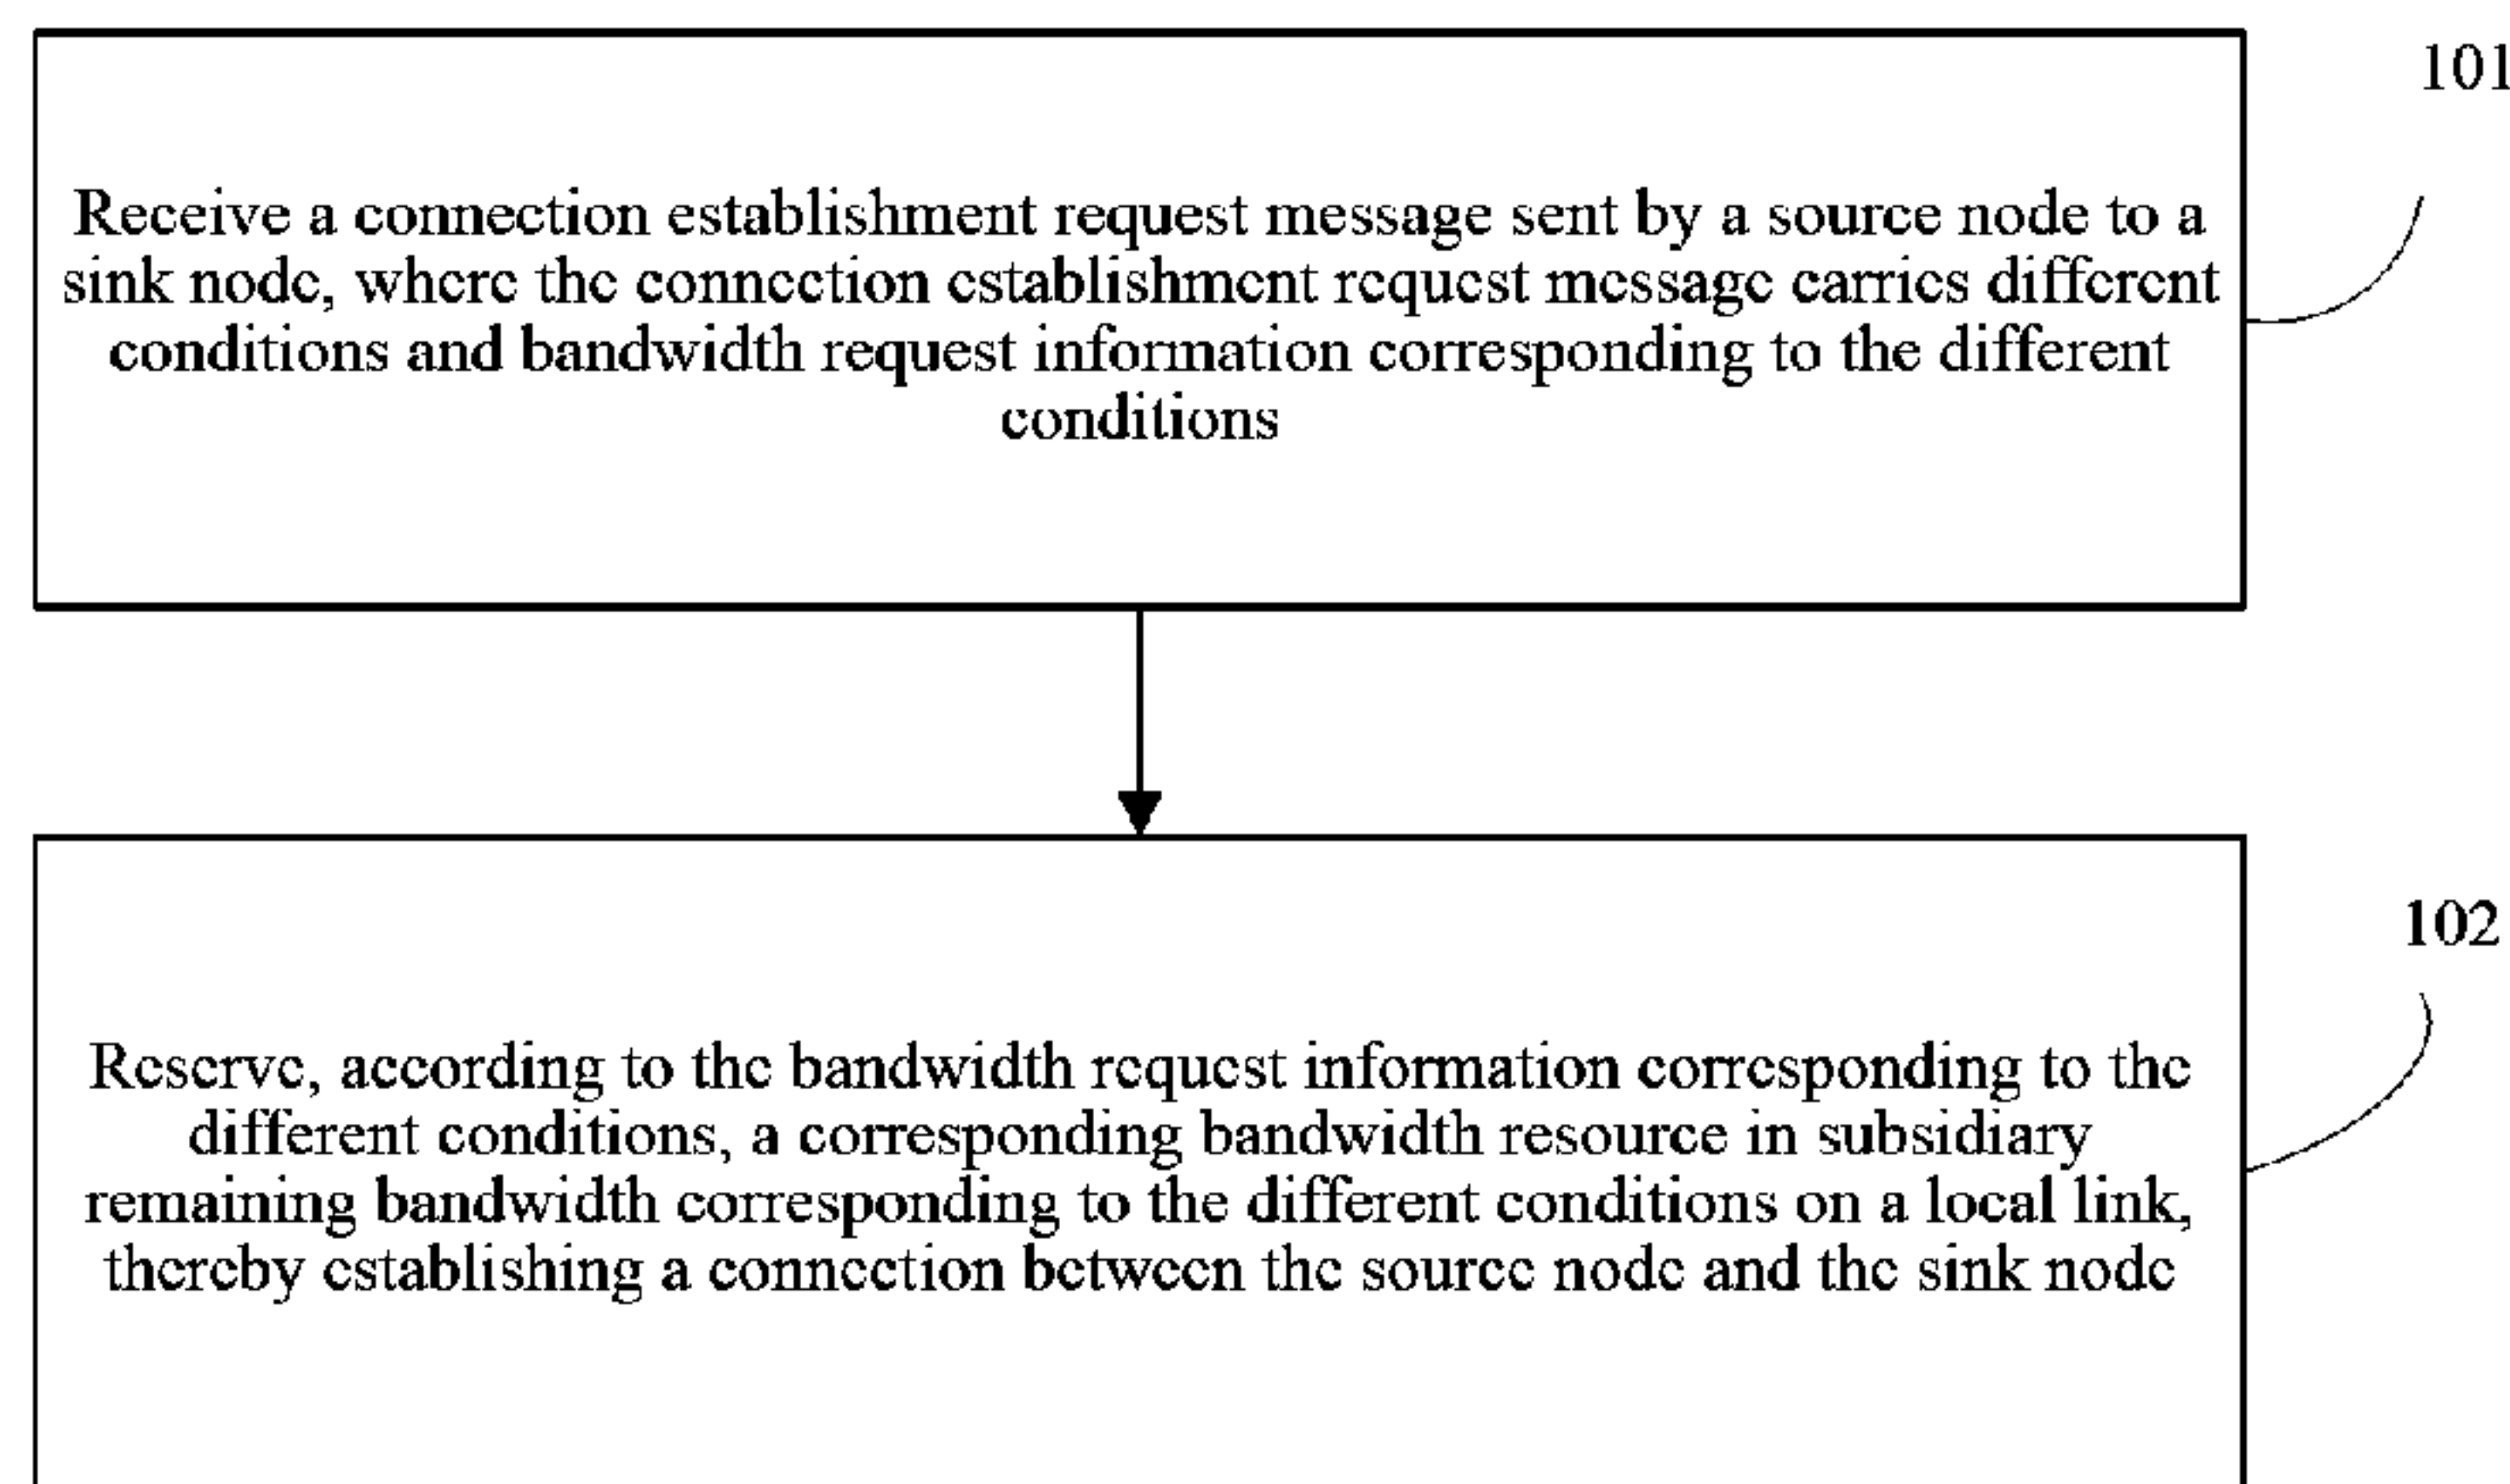 101
Receive a connection establishment request message sent by a source node to a
sink node, where the connection establishment request message carries different
conditions and bandwidth request information corresponding to the different
conditions
102
Reserve, according to the bandwidth request information corresponding to the
different conditions, a corresponding bandwidth resource in subsidiary
remaining bandwidth corresponding to the different conditions on a local link,
thereby establishing a connection between the source node and the sink node